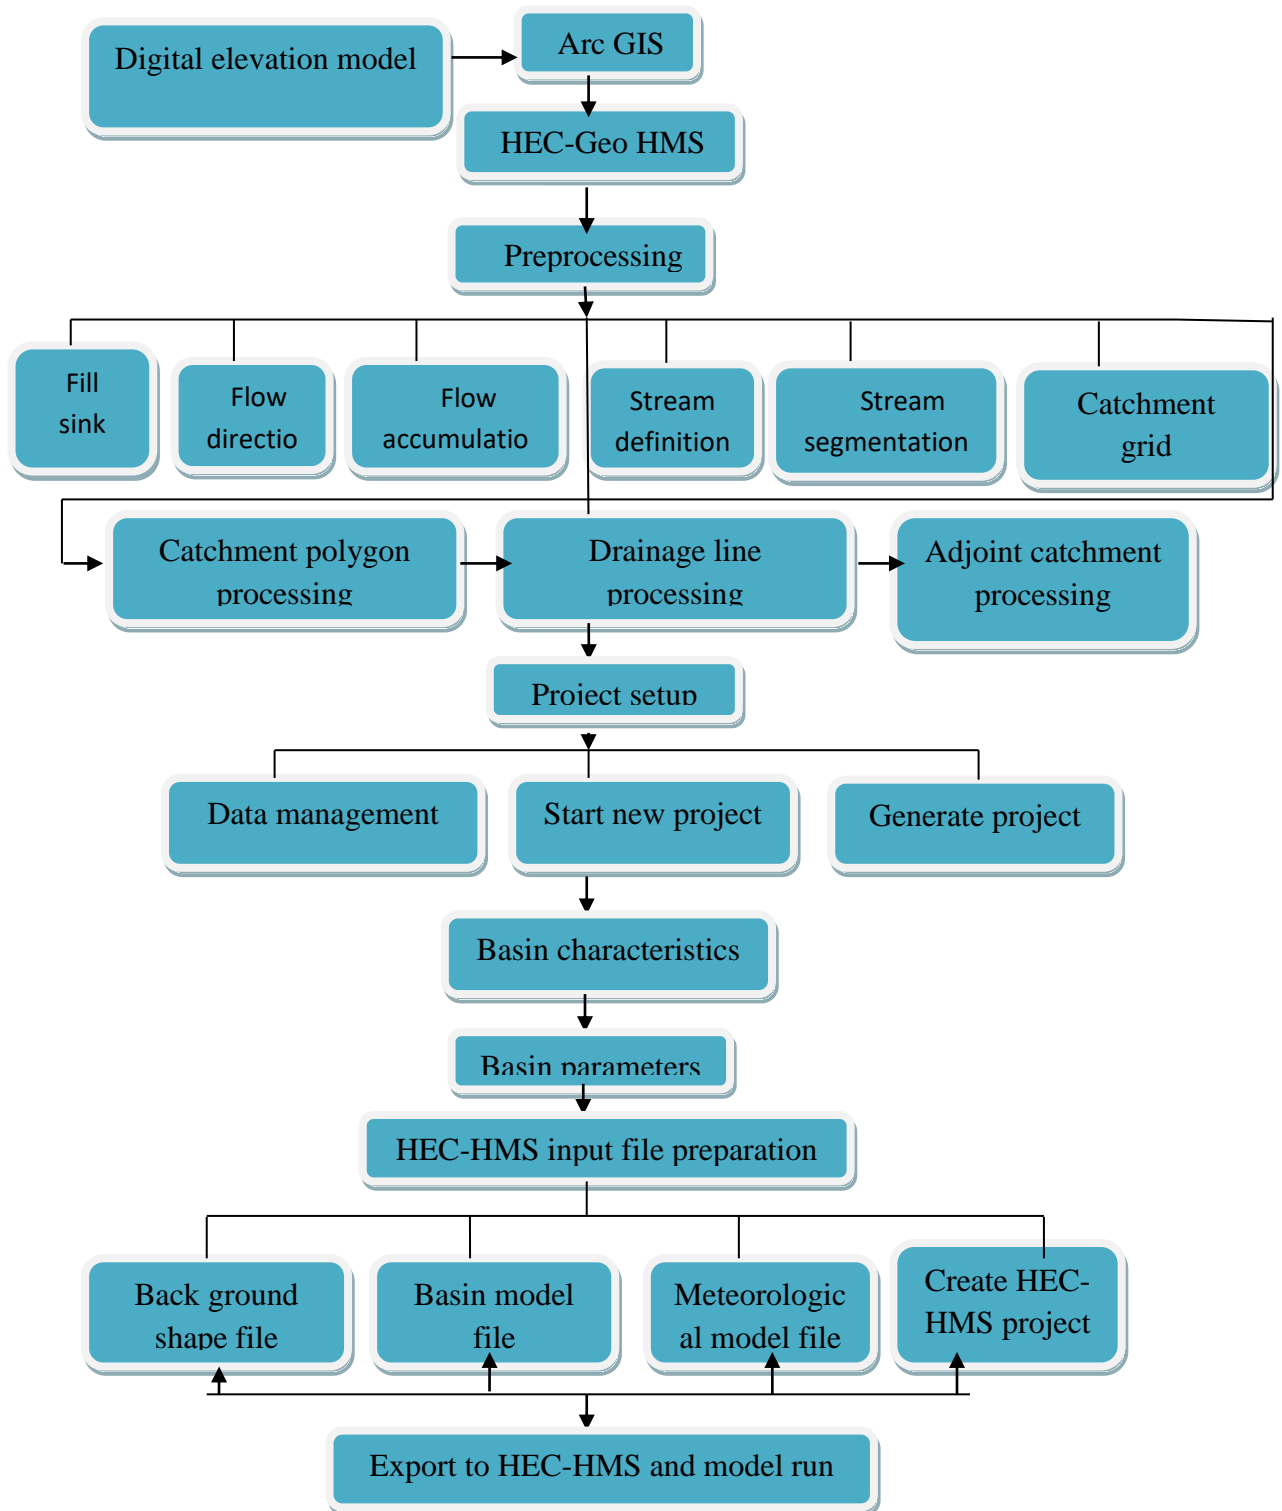 Digital elevation model
Arc GIS
HEC-Geo HMS
Preprocessing
Fill
sink
Flow
directio
Flow
accumulatio
Stream
definition
Stream
segmentation
Catchment
grid
Catchment polygon
processing
Drainage line
processing
Adjoint catchment
processing
Project setup
Data management
Start new project
Generate project
Basin characteristics
Basin parameters
HEC-HMS input file preparation
Back ground
shape file
Basin model
file
Meteorologic
al model file
Create HEC-
HMS project
Export to HEC-HMS and model run